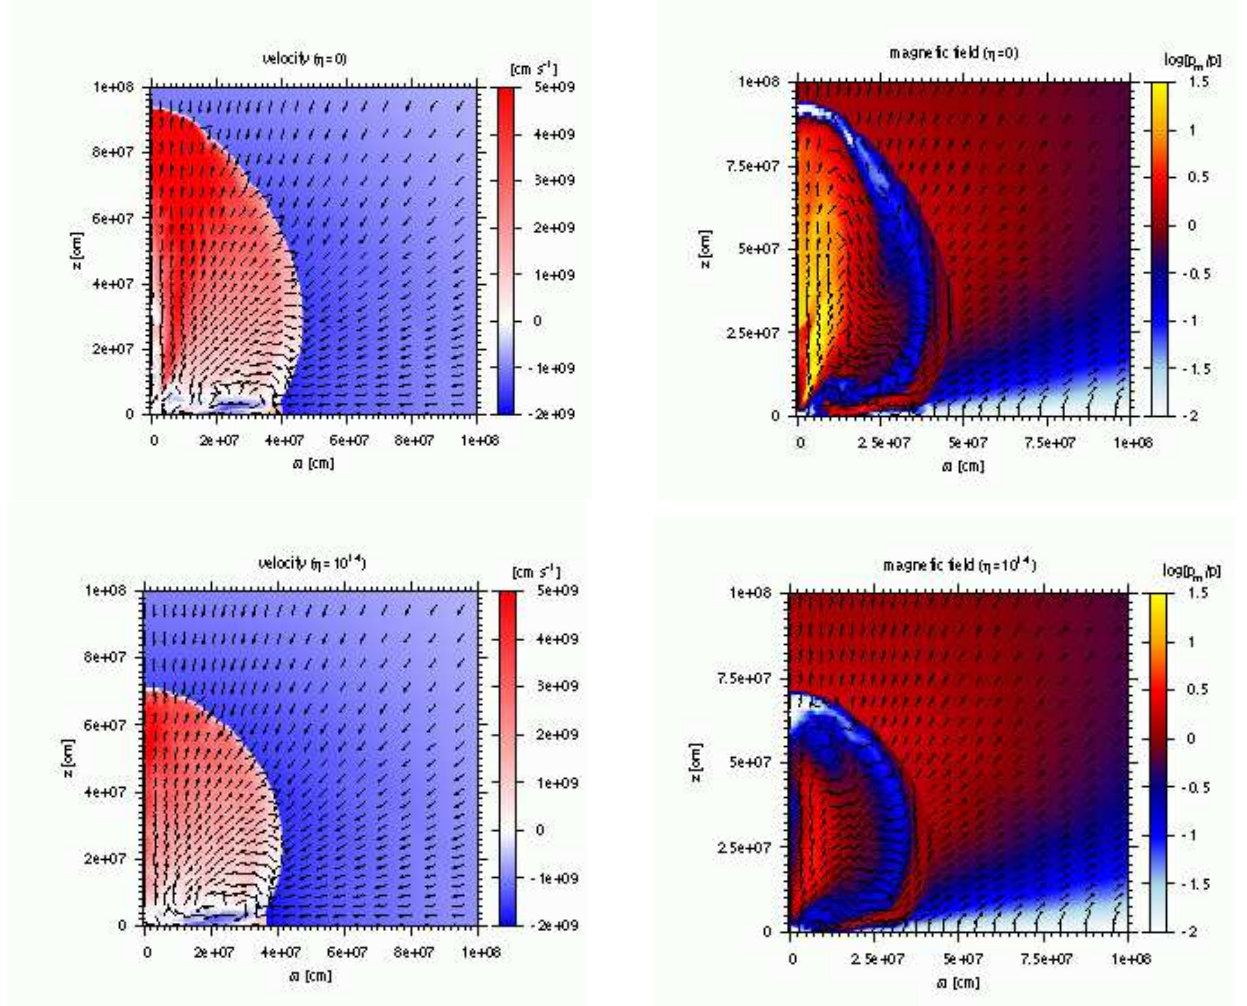 velocity (η=0)
[cm s⁻¹]
1e+08
8e+07
6e+07
4e+07
2e+07
0
z [cm]
0 2e+07 4e+07 6e+07 8e+07 1e+08
ϖ [cm]
5e+09
4e+09
3e+09
2e+09
1e+09
0
-1e+09
-2e+09
magnetic field (η=0)
log[pₘ/p]
1e+08
7.5e+07
5e+07
2.5e+07
0
z [cm]
0 2.5e+07 5e+07 7.5e+07 1e+08
ϖ [cm]
1.5
1
0.5
0
-0.5
-1
-1.5
-2
velocity (η=10¹⁴)
[cm s⁻¹]
1e+08
8e+07
6e+07
4e+07
2e+07
0
z [cm]
0 2e+07 4e+07 6e+07 8e+07 1e+08
ϖ [cm]
5e+09
4e+09
3e+09
2e+09
1e+09
0
-1e+09
-2e+09
magnetic field (η=10¹⁴)
log[pₘ/p]
1e+08
7.5e+07
5e+07
2.5e+07
0
z [cm]
0 2.5e+07 5e+07 7.5e+07 1e+08
ϖ [cm]
1.5
1
0.5
0
-0.5
-1
-1.5
-2